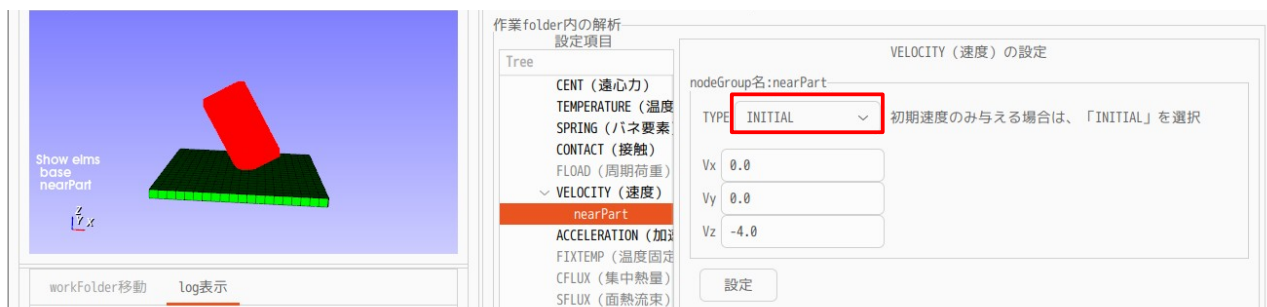 Show elms
base
nearPart
Z
Y X
workFolder移動
log表示
作業folder内の解析
設定項目
Tree
CENT (遠心力)
TEMPERATURE (温度
SPRING (バネ要素
CONTACT (接触)
FLOAD (周期荷重)
VELOCITY (速度)
nearPart
ACCELERATION (加速
FIXTEMP (温度固定
CFLUX (集中熱量)
SFLUX (面熱流束)
VELOCITY (速度) の設定
nodeGroup名:nearPart
TYPE INITIAL 初期速度のみ与える場合は、「INITIAL」を選択
Vx 0.0
Vy 0.0
Vz -4.0
設定